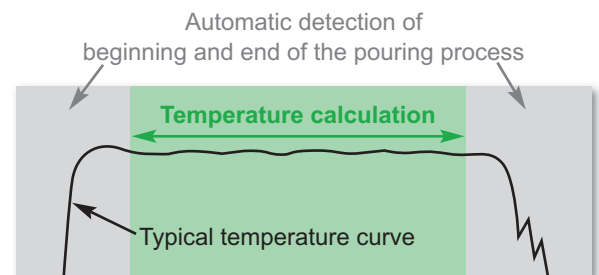 Automatic detection of
beginning and end of the pouring process
Temperature calculation
Typical temperature curve